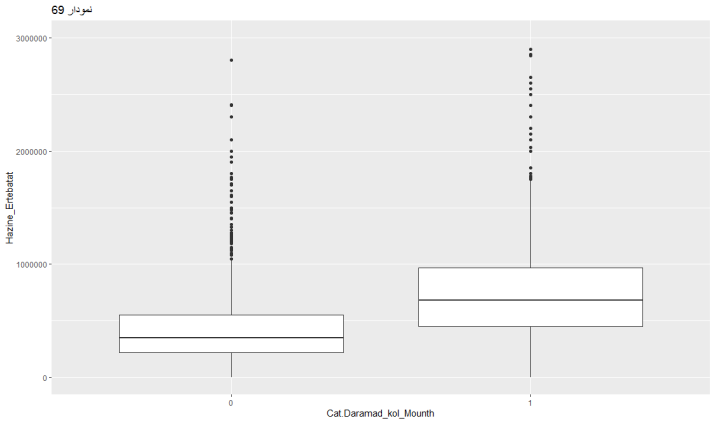 نمودار 69
3000000
2000000
1000000
0
Hazine_Ertebatat
0
1
Cat.Daramad_kol_Mounth